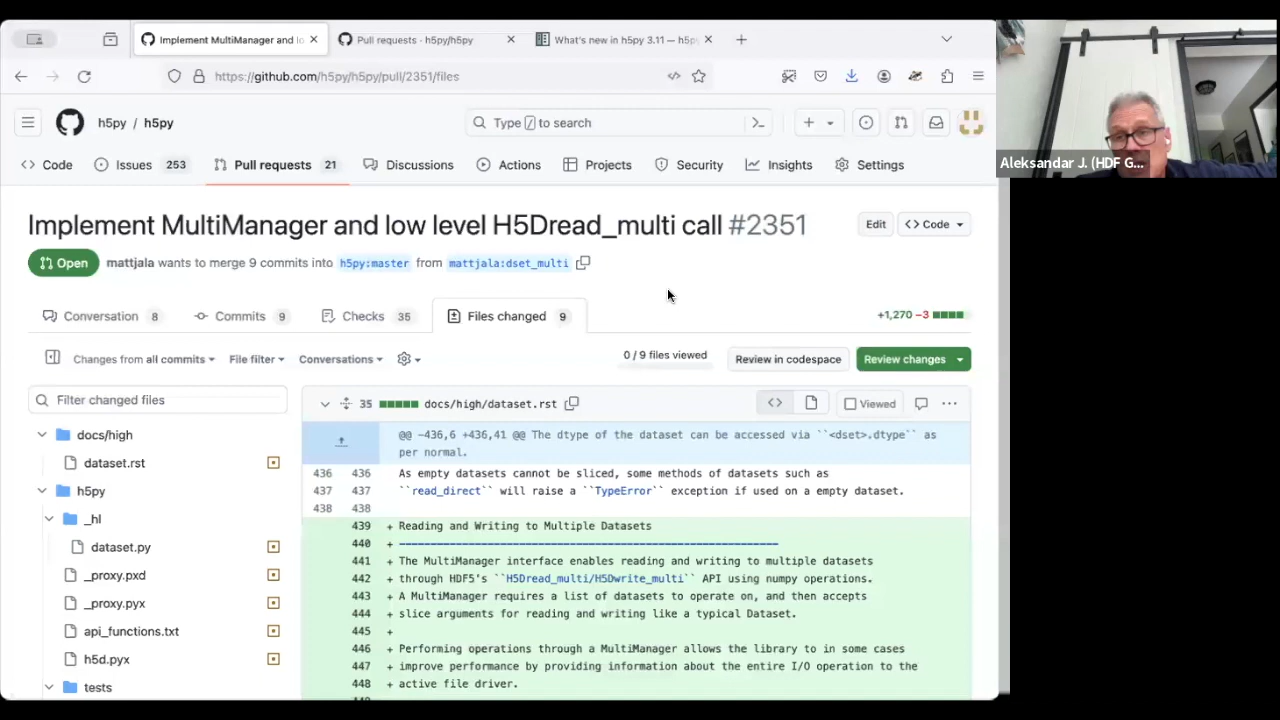 Implement MultiManager and lo
Pull requests · h5py/h5py
What's new in h5py 3.11 — h5p
https://github.com/h5py/h5py/pull/2351/files
h5py / h5py
Type / to search
Code
Issues 253
Pull requests 21
Discussions
Actions
Projects
Security
Insights
Settings
Aleksandar J. (HDF G...
Implement MultiManager and low level H5Dread_multi call #2351
Edit
<> Code
Open
mattjala wants to merge 9 commits into h5py:master from mattjala:dset_multi
Conversation 8
Commits 9
Checks 35
Files changed 9
+1,270 −3
Changes from all commits
File filter
Conversations
0 / 9 files viewed
Review in codespace
Review changes
Filter changed files
docs/high
dataset.rst
h5py
_hl
dataset.py
_proxy.pxd
_proxy.pyx
api_functions.txt
h5d.pyx
tests
35 docs/high/dataset.rst
Viewed
@@ -436,6 +436,41 @@ The dtype of the dataset can be accessed via ``<dset>.dtype`` as
per normal.
436 436 As empty datasets cannot be sliced, some methods of datasets such as
437 437 ``read_direct`` will raise a ``TypeError`` exception if used on a empty dataset.
438 438
439 + Reading and Writing to Multiple Datasets
440 + ------------------------------------------------------------
441 + The MultiManager interface enables reading and writing to multiple datasets
442 + through HDF5's ``H5Dread_multi/H5Dwrite_multi`` API using numpy operations.
443 + A MultiManager requires a list of datasets to operate on, and then accepts
444 + slice arguments for reading and writing like a typical Dataset.
445 +
446 + Performing operations through a MultiManager allows the library to in some cases
447 + improve performance by providing information about the entire I/O operation to the
448 + active file driver.